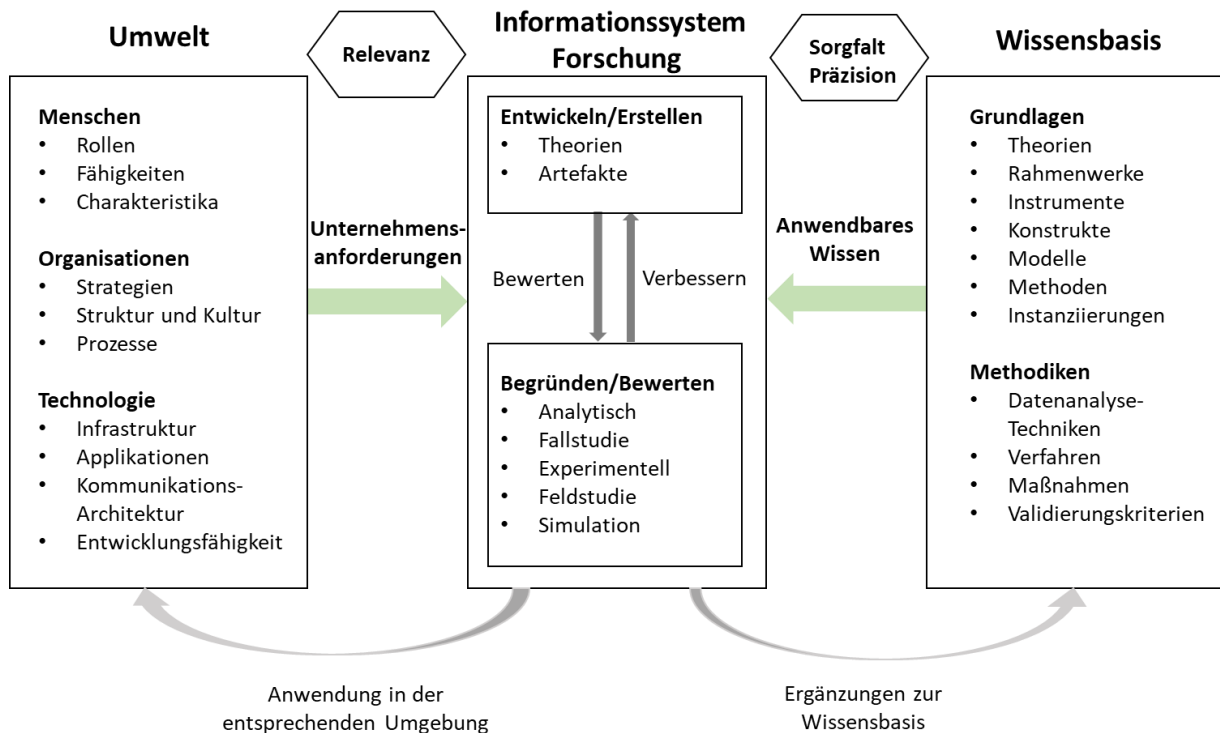 Umwelt
Relevanz
Informationssystem
Forschung
Sorgfalt
Präzision
Wissensbasis
Menschen
• Rollen
• Fähigkeiten
• Charakteristika
Organisationen
• Strategien
• Struktur und Kultur
• Prozesse
Technologie
• Infrastruktur
• Applikationen
• Kommunikations-
Architektur
• Entwicklungsfähigkeit
Unternehmens-
anforderungen
Entwickeln/Erstellen
• Theorien
• Artefakte
Bewerten
Verbessern
Begründen/Bewerten
• Analytisch
• Fallstudie
• Experimentell
• Feldstudie
• Simulation
Anwendbares
Wissen
Grundlagen
• Theorien
• Rahmenwerke
• Instrumente
• Konstrukte
• Modelle
• Methoden
• Instanziierungen
Methodiken
• Datenanalyse-
Techniken
• Verfahren
• Maßnahmen
• Validierungskriterien
Anwendung in der
entsprechenden Umgebung
Ergänzungen zur
Wissensbasis